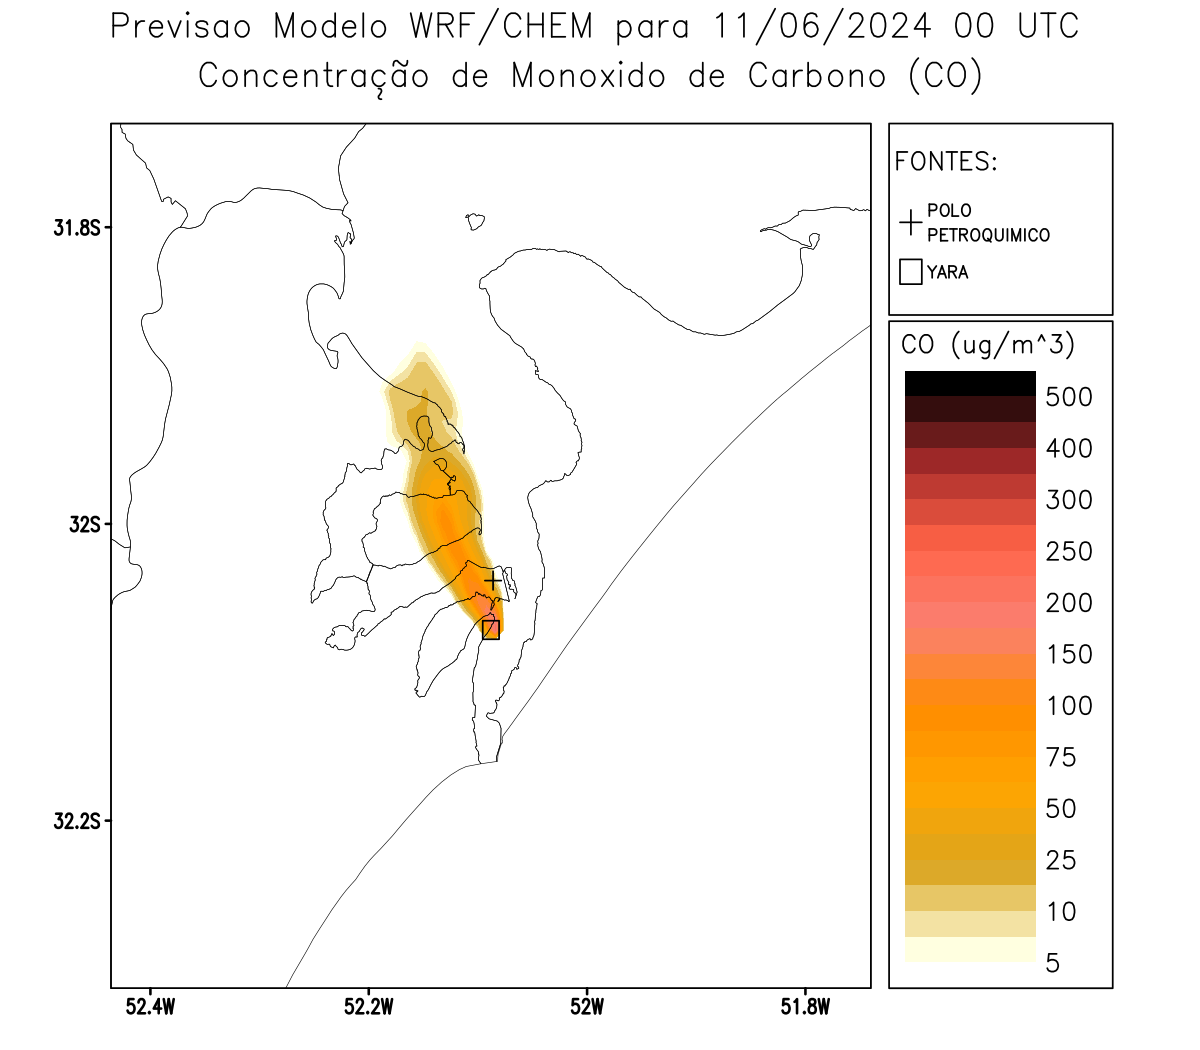 Previsao Modelo WRF/CHEM para 11/06/2024 00 UTC
Concentração de Monoxido de Carbono (CO)
FONTES:
POLO
PETROQUIMICO
YARA
31.8S
32S
32.2S
52.4W
52.2W
52W
51.8W
CO (ug/m^3)
500
400
300
250
200
150
100
75
50
25
10
5